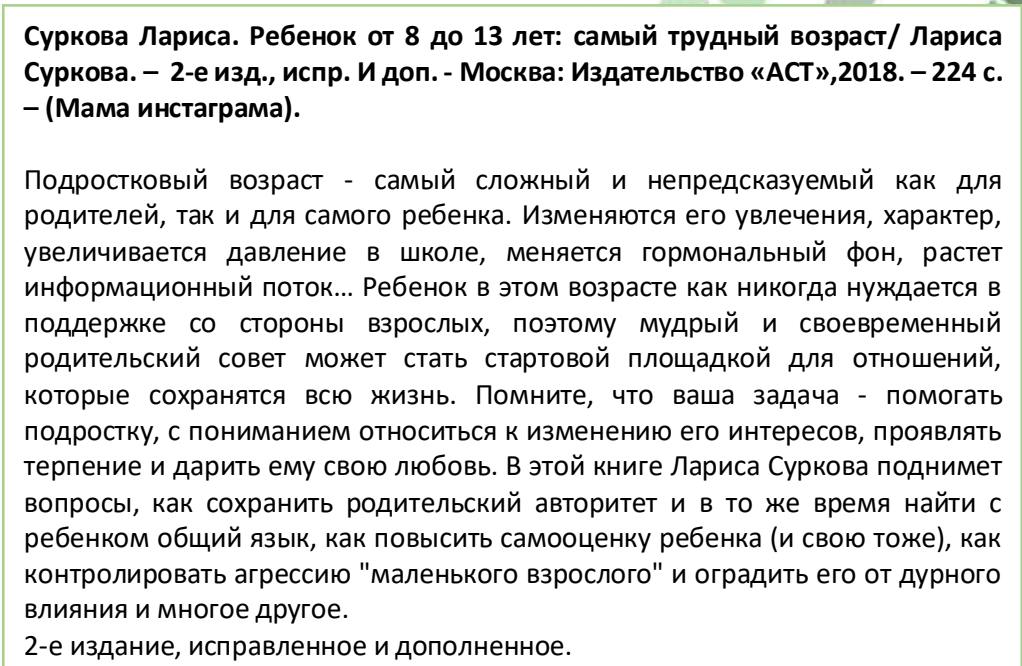 Суркова Лариса. Ребенок от 8 до 13 лет: самый трудный возраст/ Лариса
Суркова. – 2-е изд., испр. И доп. - Москва: Издательство «АСТ»,2018. – 224 с.
– (Мама инстаграма).
Подростковый возраст - самый сложный и непредсказуемый как для
родителей, так и для самого ребенка. Изменяются его увлечения, характер,
увеличивается давление в школе, меняется гормональный фон, растет
информационный поток... Ребенок в этом возрасте как никогда нуждается в
поддержке со стороны взрослых, поэтому мудрый и своевременный
родительский совет может стать стартовой площадкой для отношений,
которые сохранятся всю жизнь. Помните, что ваша задача - помогать
подростку, с пониманием относиться к изменению его интересов, проявлять
терпение и дарить ему свою любовь. В этой книге Лариса Суркова поднимет
вопросы, как сохранить родительский авторитет и в то же время найти с
ребенком общий язык, как повысить самооценку ребенка (и свою тоже), как
контролировать агрессию "маленького взрослого" и оградить его от дурного
влияния и многое другое.
2-е издание, исправленное и дополненное.